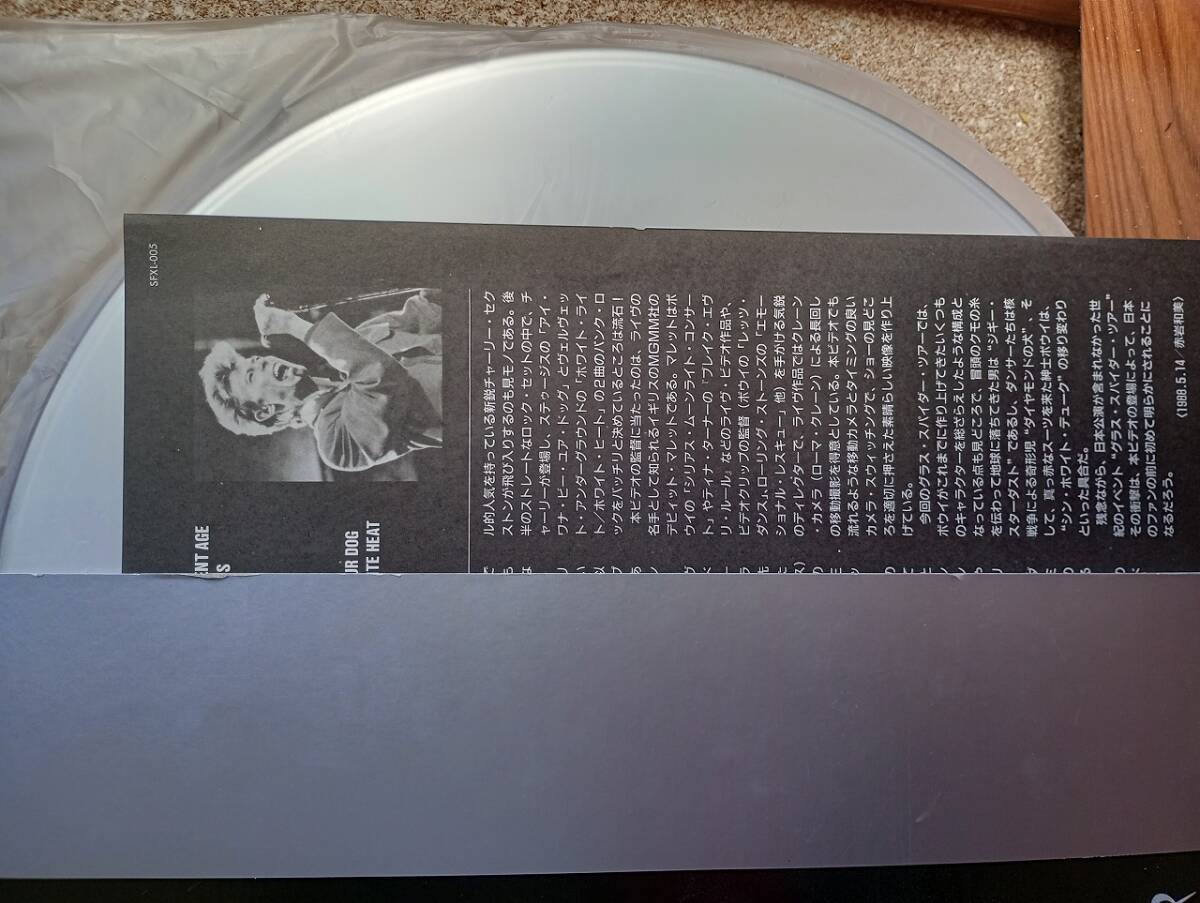 SFXL-005
ENT AGE
S
UR DOG
TE HEAT
ル的人気を持っている新鋭チャーリー・セク
ストンが飛び入りするのも見モノである。後
半のストレートなロック・セットの中で、チ
ャーリーが登場し、ステゥージスの「アイ・
ワナ・ビー・ユア・ドッグ」とヴェルヴェッ
ト・アンダーグラウンドの「ホワイト・ライ
ト/ホワイト・ヒート」の2曲のパンク・ロ
ックをバッチリと決めているところは流石!
本ビデオの監督に当たったのは、ライヴの
名手として知られるイギリスのMGMM社の
デビィット・マレットである。マレットはボ
ウイの「シリアス・ムーンライト・コンサー
ト」やティナ・ターナーの「ブレイク・エヴ
リ・ルール」などのライヴ・ビデオ作品や、
ビデオクリップの監督(ボウイの「レッツ・
ダンス」、ローリング・ストーンズの「エモー
ショナル・レスキュー」他)を手がける気鋭
のディレクターで、ライヴ作品ではクレーン
・カメラ(ローマ・クレーン)による長回し
の移動撮影を得意としている。本ビデオでも
流れるような移動カメラとタイミングの良い
カメラ・スウィッチングで、ショーの見どこ
ろを適切に押さえた素晴らしい映像を作り上
げている。
今回のグラス スパイダー・ツアーでは、
ボウイがこれまでに作り上げてきたいくつも
のキャラクターを総ざらえしたような構成と
なっている点も見どころで、冒頭のクモの糸
を伝わって地球に落ちてきた男は“ジギー・
スターダスト”であるし、ダンサーたちは核
戦争による奇形児“ダイヤモンドの犬”、そ
して、真っ赤なスーツを来た紳士ボウイは、
“シン・ホワイト・デューク”の移り変わり
といった具合だ。
残念ながら、日本公演が含まれなかった世
紀のイベント“グラス・スパイダー・ツアー”
その衝撃は、本ビデオの登場によって、日本
のファンの前に初めて明らかにされることに
なるだろう。
(1988.5.14/赤岩和美)